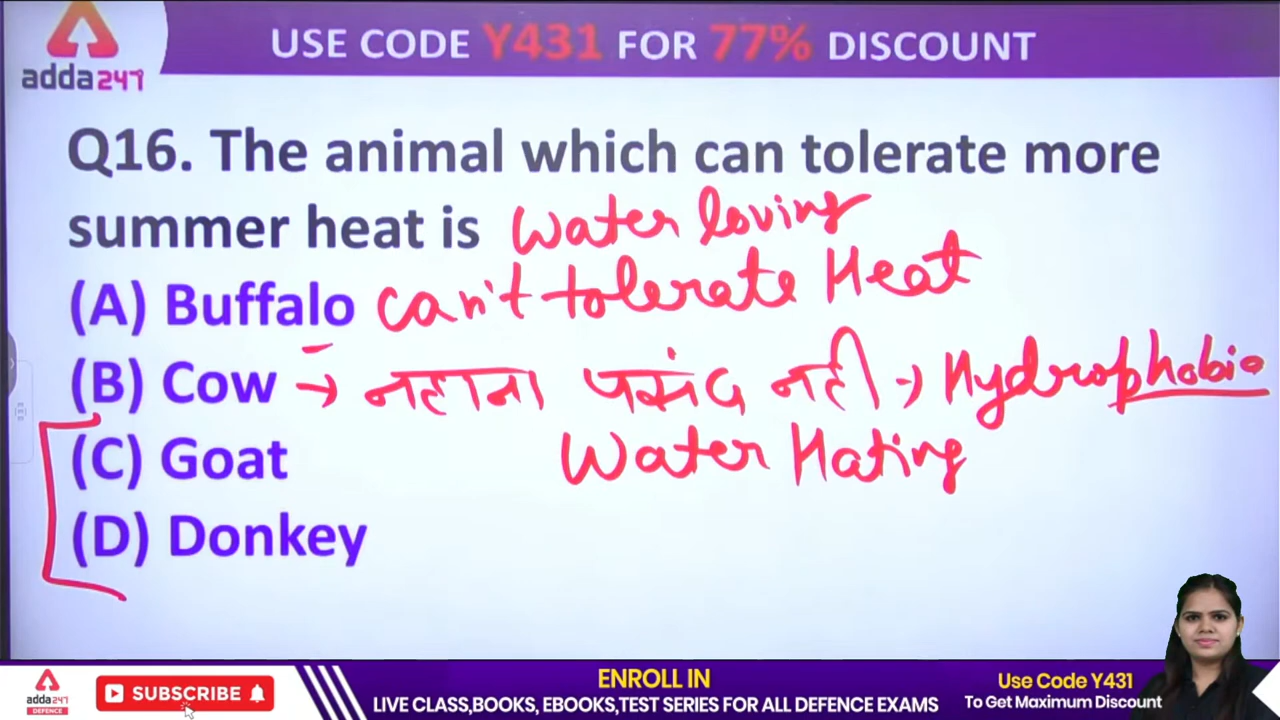 adda247
USE CODE Y431 FOR 77% DISCOUNT
Q16. The animal which can tolerate more
summer heat is Water loving
(A) Buffalo can't tolerate Heat
(B) Cow → नहाना पसंद नही → Hydrophobia
(C) Goat Water Hating
(D) Donkey
adda247
DEFENCE
SUBSCRIBE
ENROLL IN
LIVE CLASS,BOOKS, EBOOKS,TEST SERIES FOR ALL DEFENCE EXAMS
Use Code Y431
To Get Maximum Discount